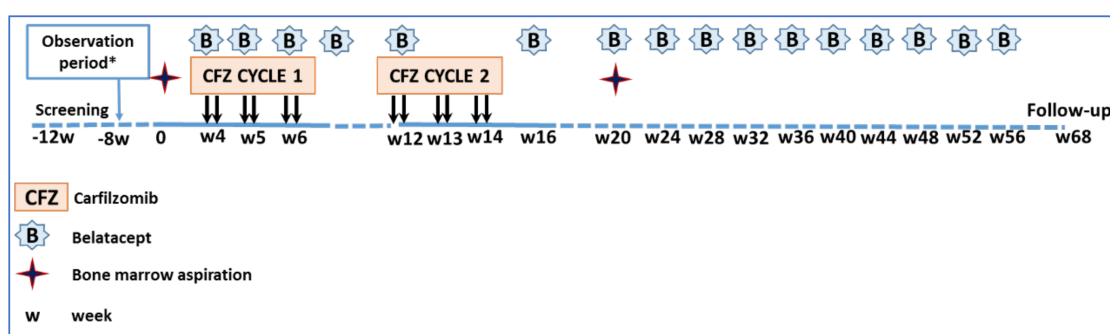 Observation period*
B B B B B B B B B B B B B B B B
CFZ CYCLE 1
CFZ CYCLE 2
Screening
Follow-up
-12w -8w 0 w4 w5 w6 w12 w13 w14 w16 w20 w24 w28 w32 w36 w40 w44 w48 w52 w56 w68
CFZ Carfilzomib
B Belatacept
Bone marrow aspiration
w week